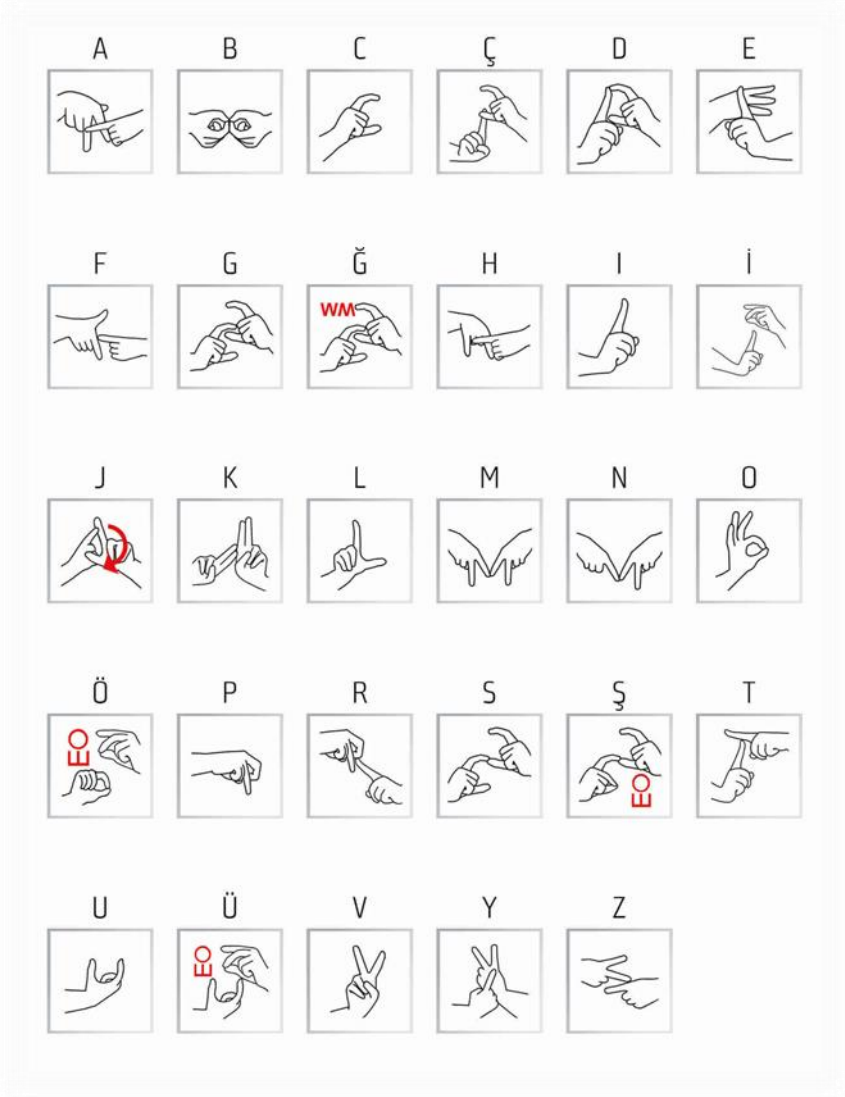 A B C Ç D E
F G Ğ H I İ
WM
J K L M N O
Ö P R S Ş T
EO
EO
U Ü V Y Z
EO